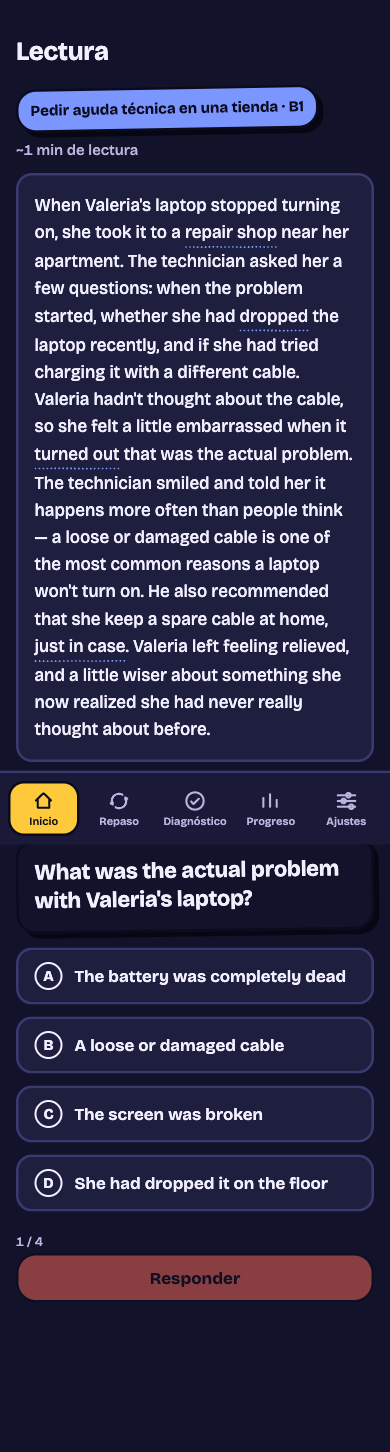 Lectura
Pedir ayuda técnica en una tienda · B1
~1 min de lectura
When Valeria's laptop stopped turning
on, she took it to a repair shop near her
apartment. The technician asked her a
few questions: when the problem
started, whether she had dropped the
laptop recently, and if she had tried
charging it with a different cable.
Valeria hadn't thought about the cable,
so she felt a little embarrassed when it
turned out that was the actual problem.
The technician smiled and told her it
happens more often than people think
— a loose or damaged cable is one of
the most common reasons a laptop
won't turn on. He also recommended
that she keep a spare cable at home,
just in case. Valeria left feeling relieved,
and a little wiser about something she
now realized she had never really
thought about before.
Inicio
Repaso
Diagnóstico
Progreso
Ajustes
What was the actual problem
with Valeria's laptop?
A The battery was completely dead
B A loose or damaged cable
C The screen was broken
D She had dropped it on the floor
1 / 4
Responder